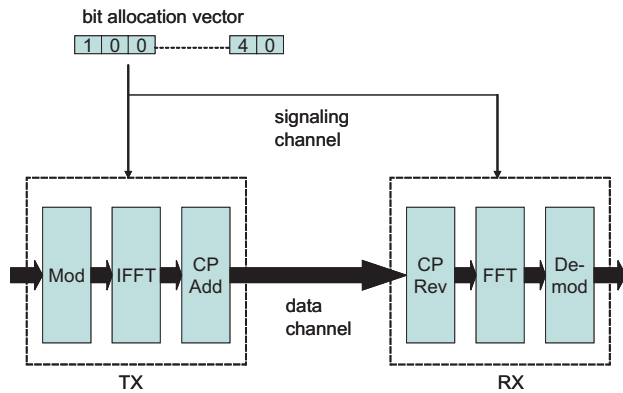 bit allocation vector
1 0 0 4 0
signaling
channel
Mod
IFFT
CP
Add
data
channel
CP
Rev
FFT
De-
mod
TX
RX